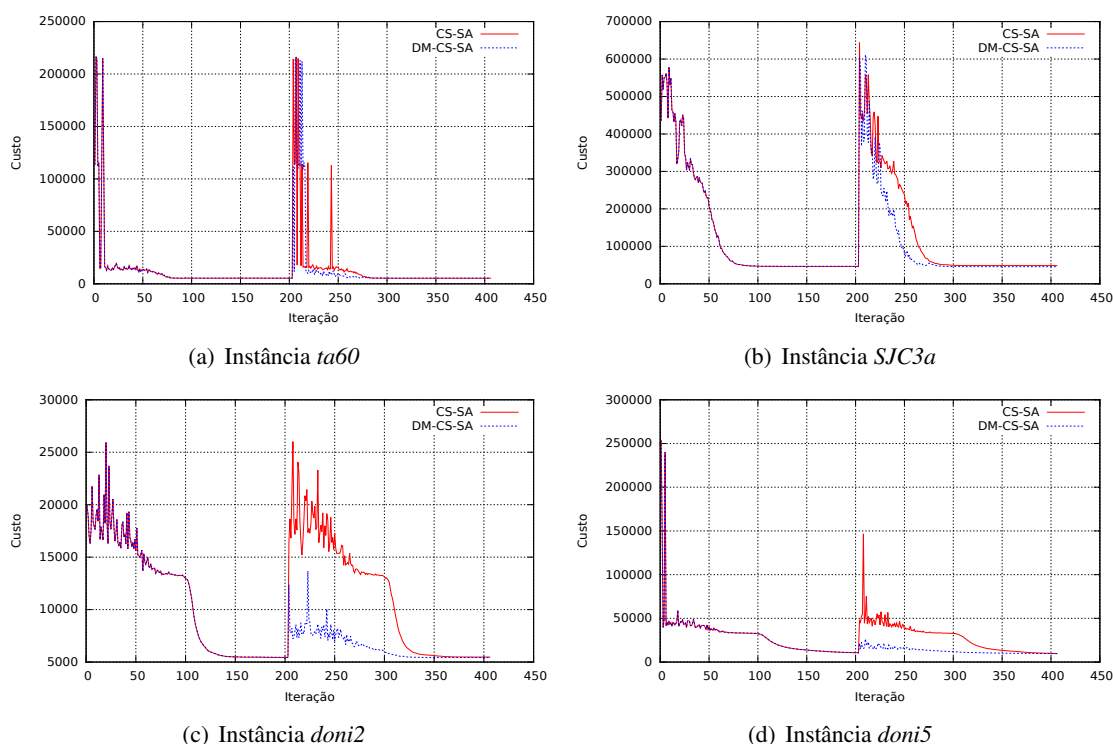 250000
200000
150000
100000
50000
0
Custo
0 50 100 150 200 250 300 350 400 450
Iteração
CS-SA
DM-CS-SA
(a) Instância ta60
700000
600000
500000
400000
300000
200000
100000
0
Custo
0 50 100 150 200 250 300 350 400 450
Iteração
CS-SA
DM-CS-SA
(b) Instância SJC3a
30000
25000
20000
15000
10000
5000
Custo
0 50 100 150 200 250 300 350 400 450
Iteração
CS-SA
DM-CS-SA
(c) Instância doni2
300000
250000
200000
150000
100000
50000
0
Custo
0 50 100 150 200 250 300 350 400 450
Iteração
CS-SA
DM-CS-SA
(d) Instância doni5